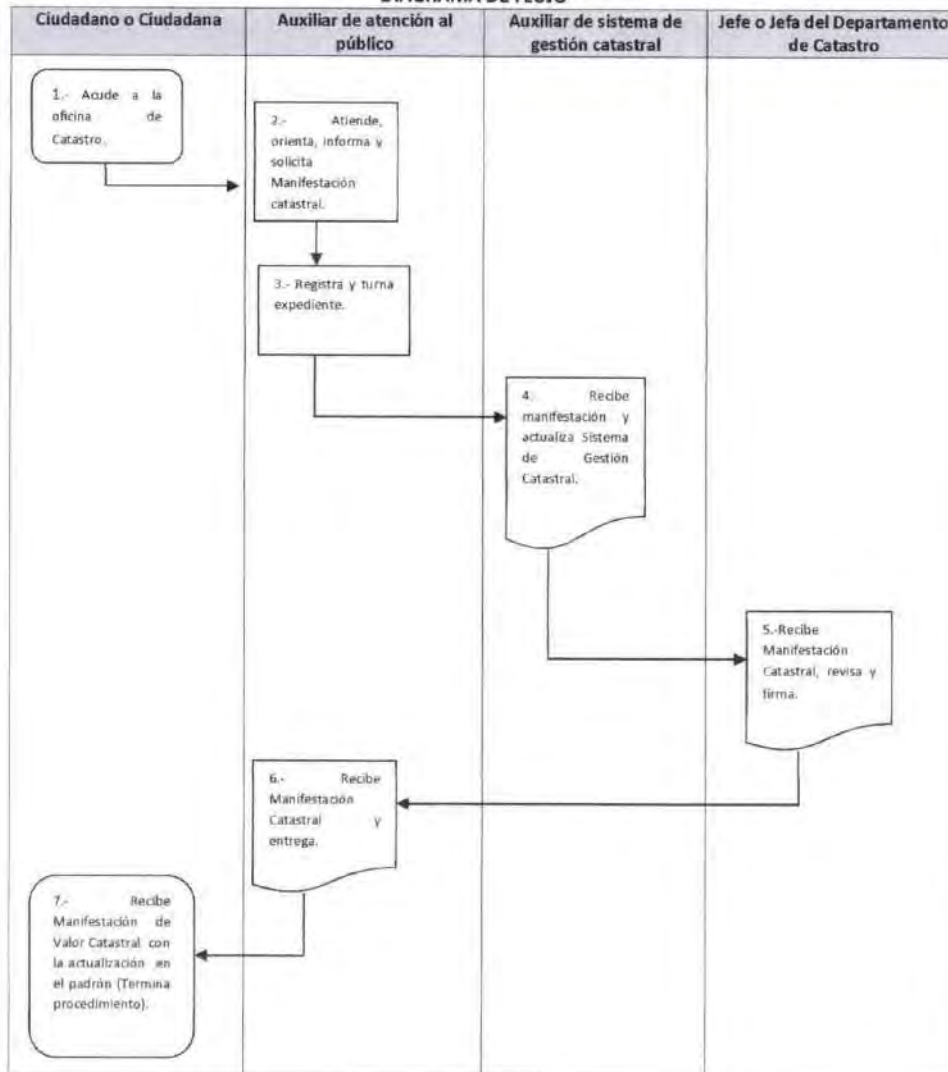 DIAGRAMA DE FLUJO
Ciudadano o Ciudadana
Auxiliar de atención al
público
Auxiliar de sistema de
gestión catastral
Jefe o Jefa del Departamento
de Catastro
1.- Acude a la
oficina de
Catastro.
2.- Atiende,
orienta, informa y
solicita
Manifestación
catastral.
3.- Registra y turna
expediente.
4. Recibe
manifestación y
actualiza Sistema
de Gestión
Catastral.
5.-Recibe
Manifestación
Catastral, revisa y
firma.
6.- Recibe
Manifestación
Catastral y
entrega.
7.- Recibe
Manifestación de
Valor Catastral con
la actualización en
el padrón (Termina
procedimiento).